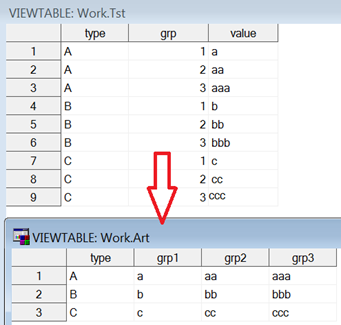 VIEWTABLE: Work.Tst
type grp value
1 A 1 a
2 A 2 aa
3 A 3 aaa
4 B 1 b
5 B 2 bb
6 B 3 bbb
7 C 1 c
8 C 2 cc
9 C 3 ccc
VIEWTABLE: Work.Art
type grp1 grp2 grp3
1 A a aa aaa
2 B b bb bbb
3 C c cc ccc